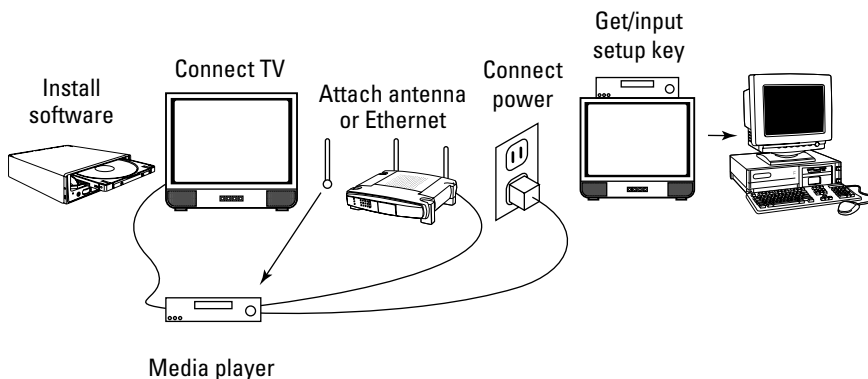 Install
software
Connect TV
Attach antenna
or Ethernet
Connect
power
Get/input
setup key
Media player